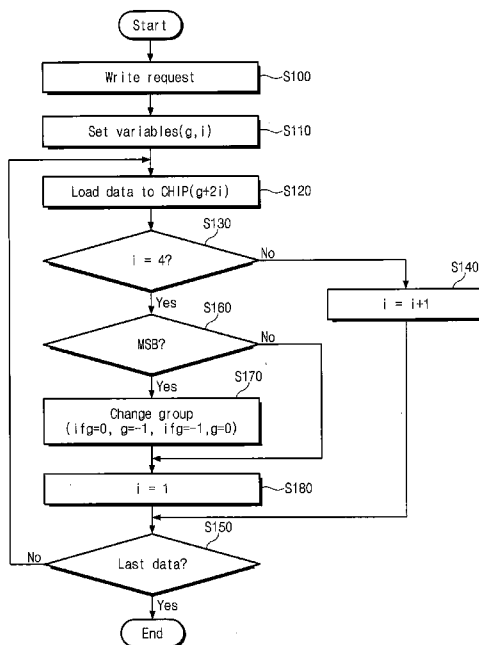 Start
Write request
S100
Set variables(g,i)
S110
Load data to CHIP(g+2i)
S120
S130
i = 4?
No
Yes
S140
i = i+1
S160
MSB?
No
Yes
S170
Change group
(ifg=0, g=-1, ifg=-1,g=0)
i = 1
S180
S150
Last data?
No
Yes
End